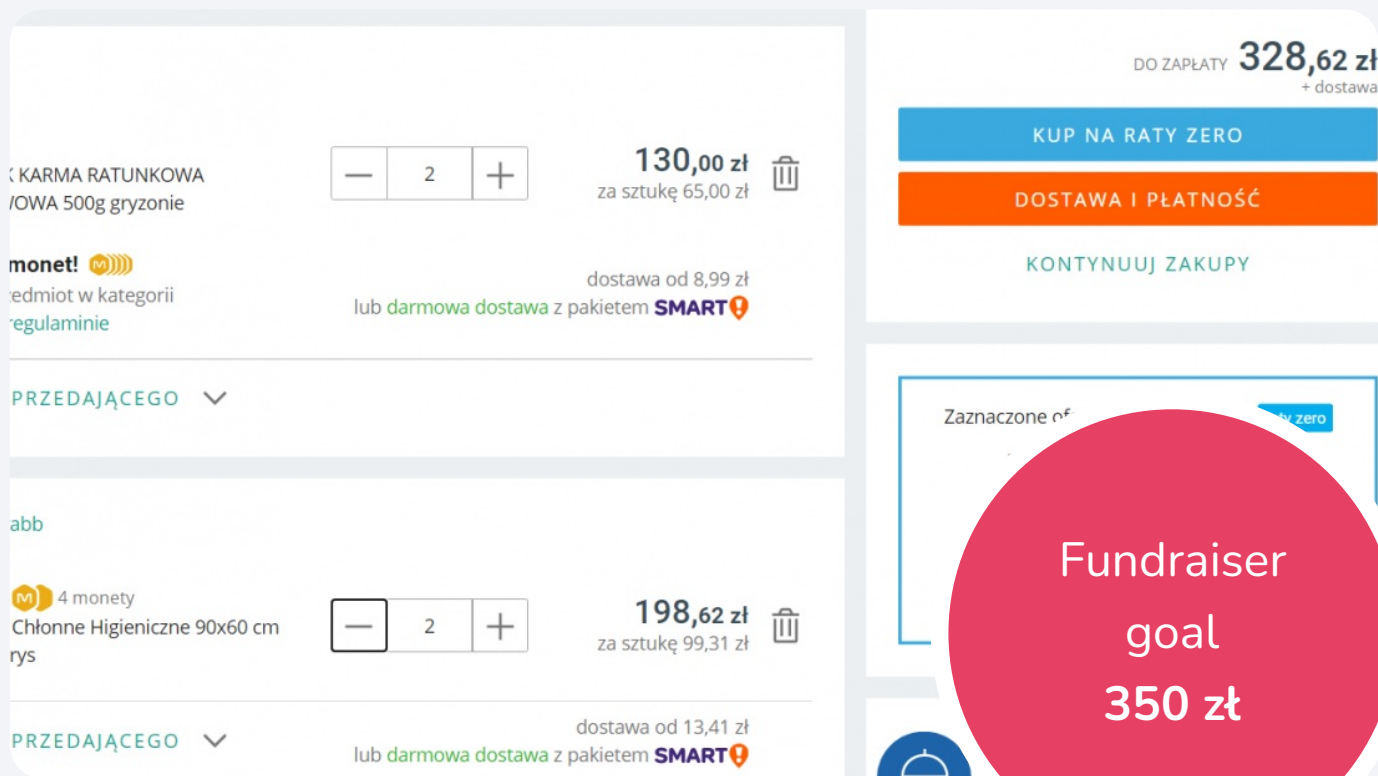 KARMA RATUNKOWA
500g gryzonie
2
130,00 zł
za sztukę 65,00 zł
monet!
w kategorii
regulaminie
dostawa od 8,99 zł
lub darmowa dostawa z pakietem SMART!
PRZEDAJĄCEGO
abb
4 monety
Chłonne Higieniczne 90x60 cm
rys
2
198,62 zł
za sztukę 99,31 zł
PRZEDAJĄCEGO
dostawa od 13,41 zł
lub darmowa dostawa z pakietem SMART!
DO ZAPŁATY 328,62 zł
+ dostawa
KUP NA RATY ZERO
DOSTAWA I PŁATNOŚĆ
KONTYNUUJ ZAKUPY
Zaznaczone
zero
Fundraiser
goal
350 zł